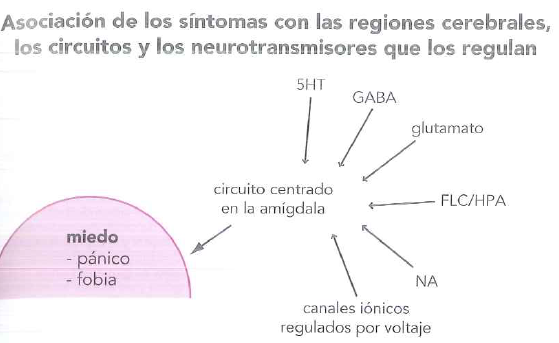 Asociación de los síntomas con las regiones cerebrales,
los circuitos y los neurotransmisores que los regulan
5HT
GABA
glutamato
circuito centrado
en la amígdala
FLC/HPA
miedo
- pánico
- fobia
NA
canales iónicos
regulados por voltaje